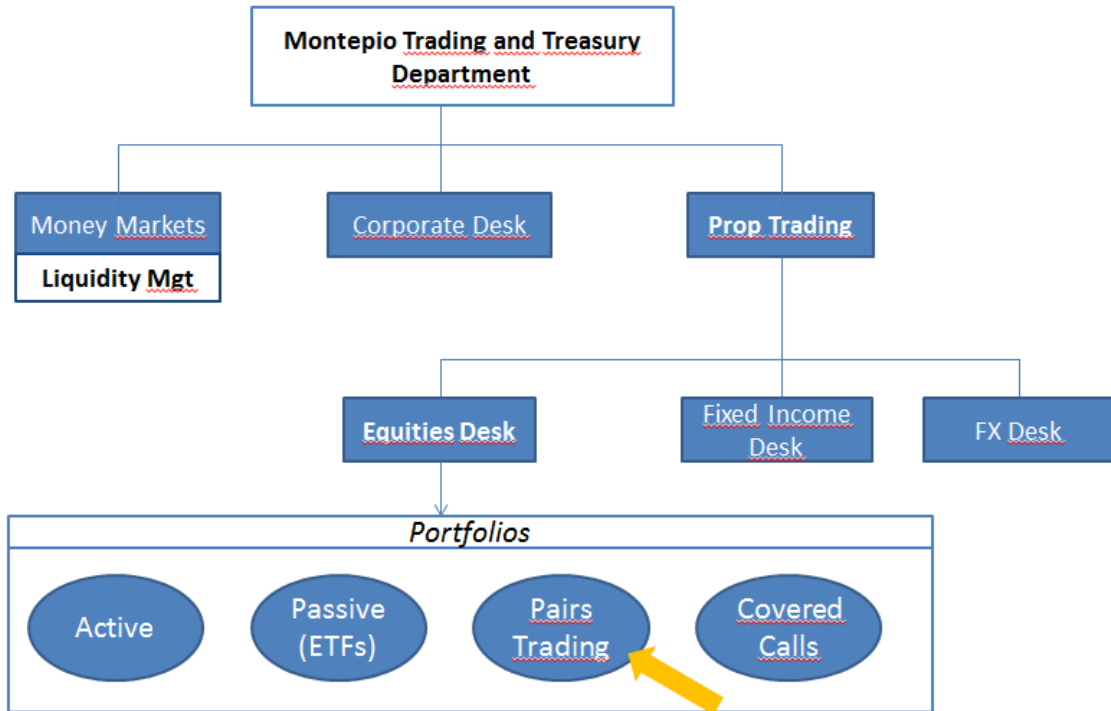 Montepio Trading and Treasury
Department
Money Markets
Liquidity Mgt
Corporate Desk
Prop Trading
Equities Desk
Fixed Income
Desk
FX Desk
Portfolios
Active
Passive
(ETFs)
Pairs
Trading
Covered
Calls